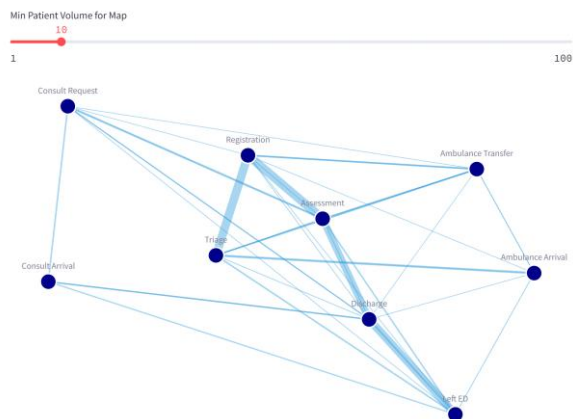 Min Patient Volume for Map
10
1
100
Consult Request
Registration
Ambulance Transfer
Assessment
Triage
Ambulance Arrival
Consult Arrival
Discharge
Left ED